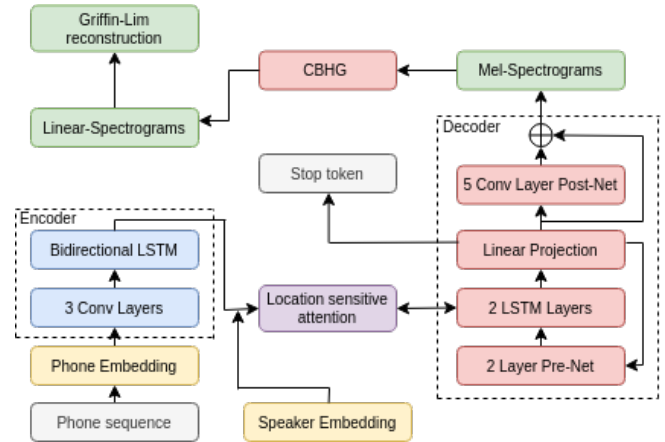 Griffin-Lim
reconstruction
CBHG
Mel-Spectrograms
Linear-Spectrograms
Decoder
Stop token
5 Conv Layer Post-Net
Encoder
Bidirectional LSTM
Linear Projection
3 Conv Layers
Location sensitive
attention
2 LSTM Layers
Phone Embedding
2 Layer Pre-Net
Phone sequence
Speaker Embedding